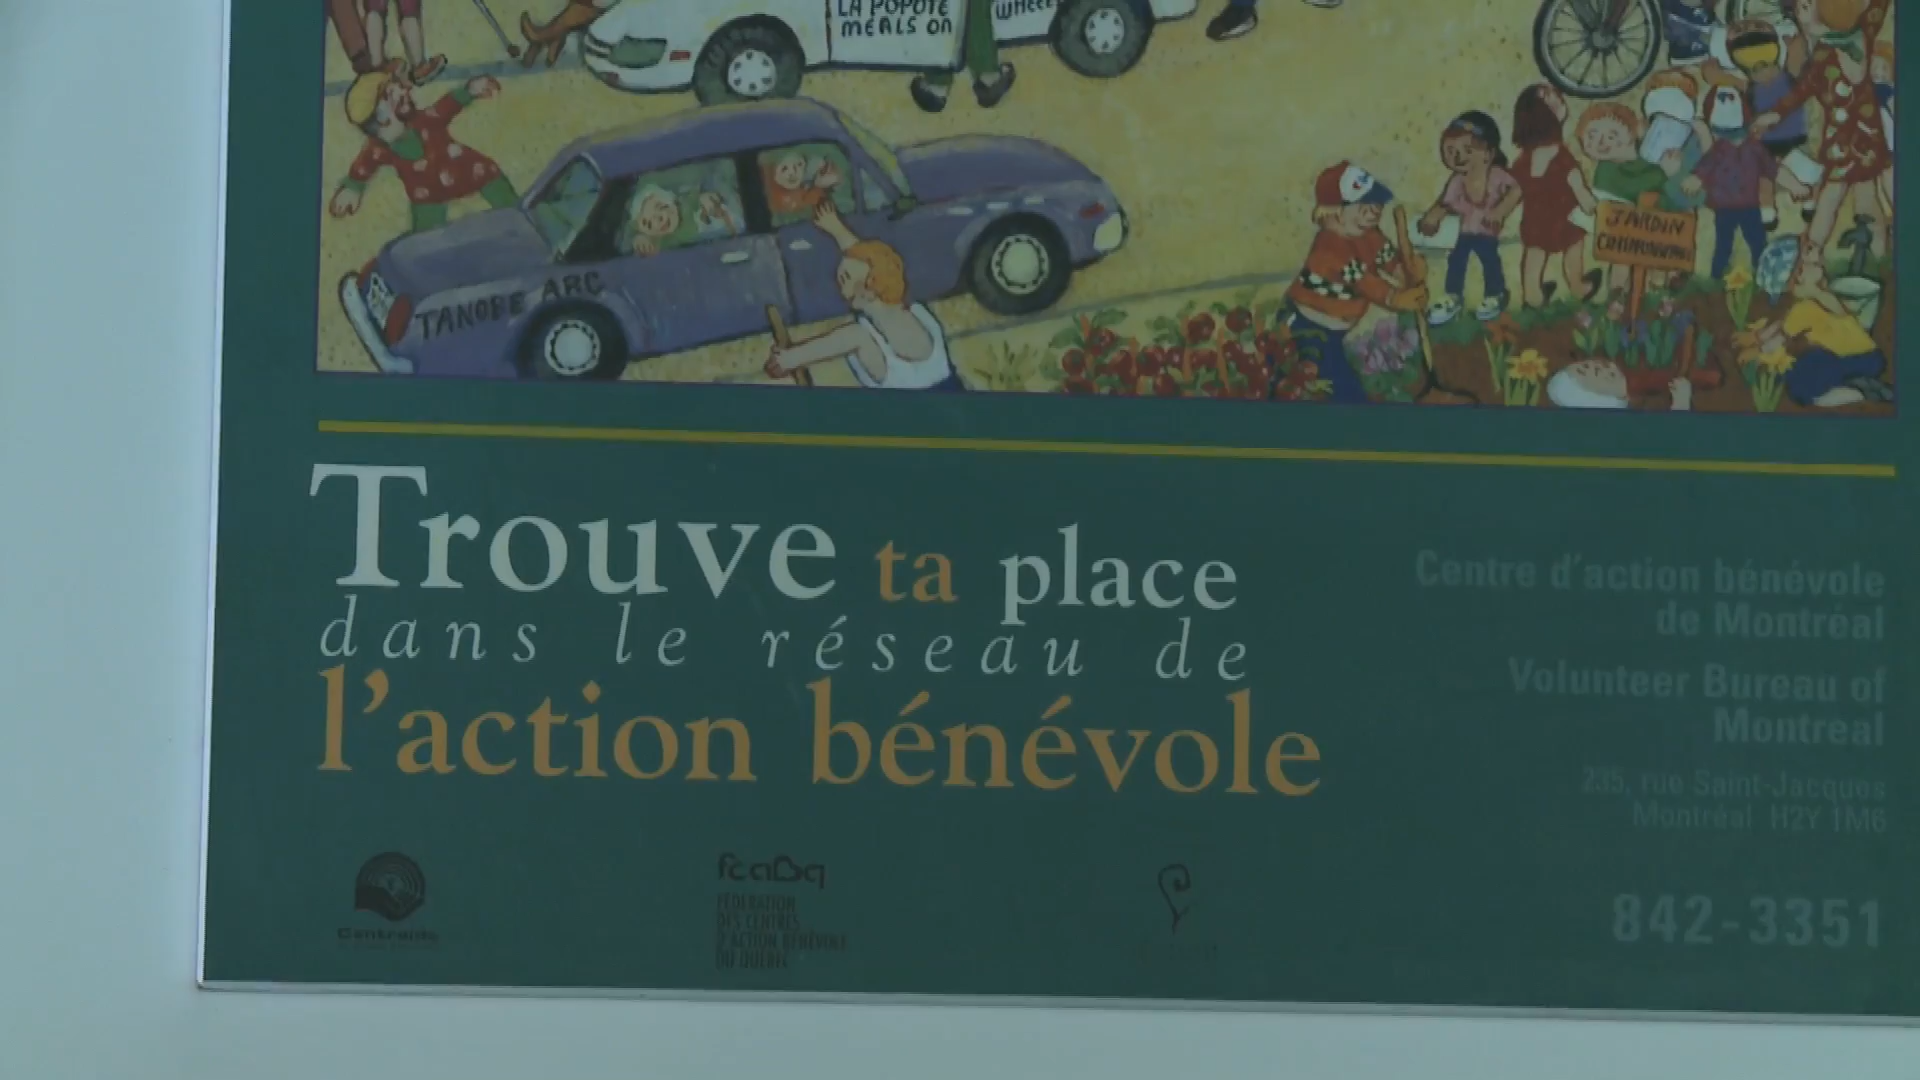 LA POPOTE
MEALS ON
WHEEL
TANOBE ARC
JARDIN
COMMUNAUT
Trouve ta place
dans le réseau de
l'action bénévole
Centre d'action bénévole
de Montréal
Volunteer Bureau of
Montreal
235, rue Saint-Jacques
Montréal H2Y 1M6
842-3351
Centraide
fcabq
FÉDÉRATION
DES CENTRES
D'ACTION BÉNÉVOLE
DU QUÉBEC